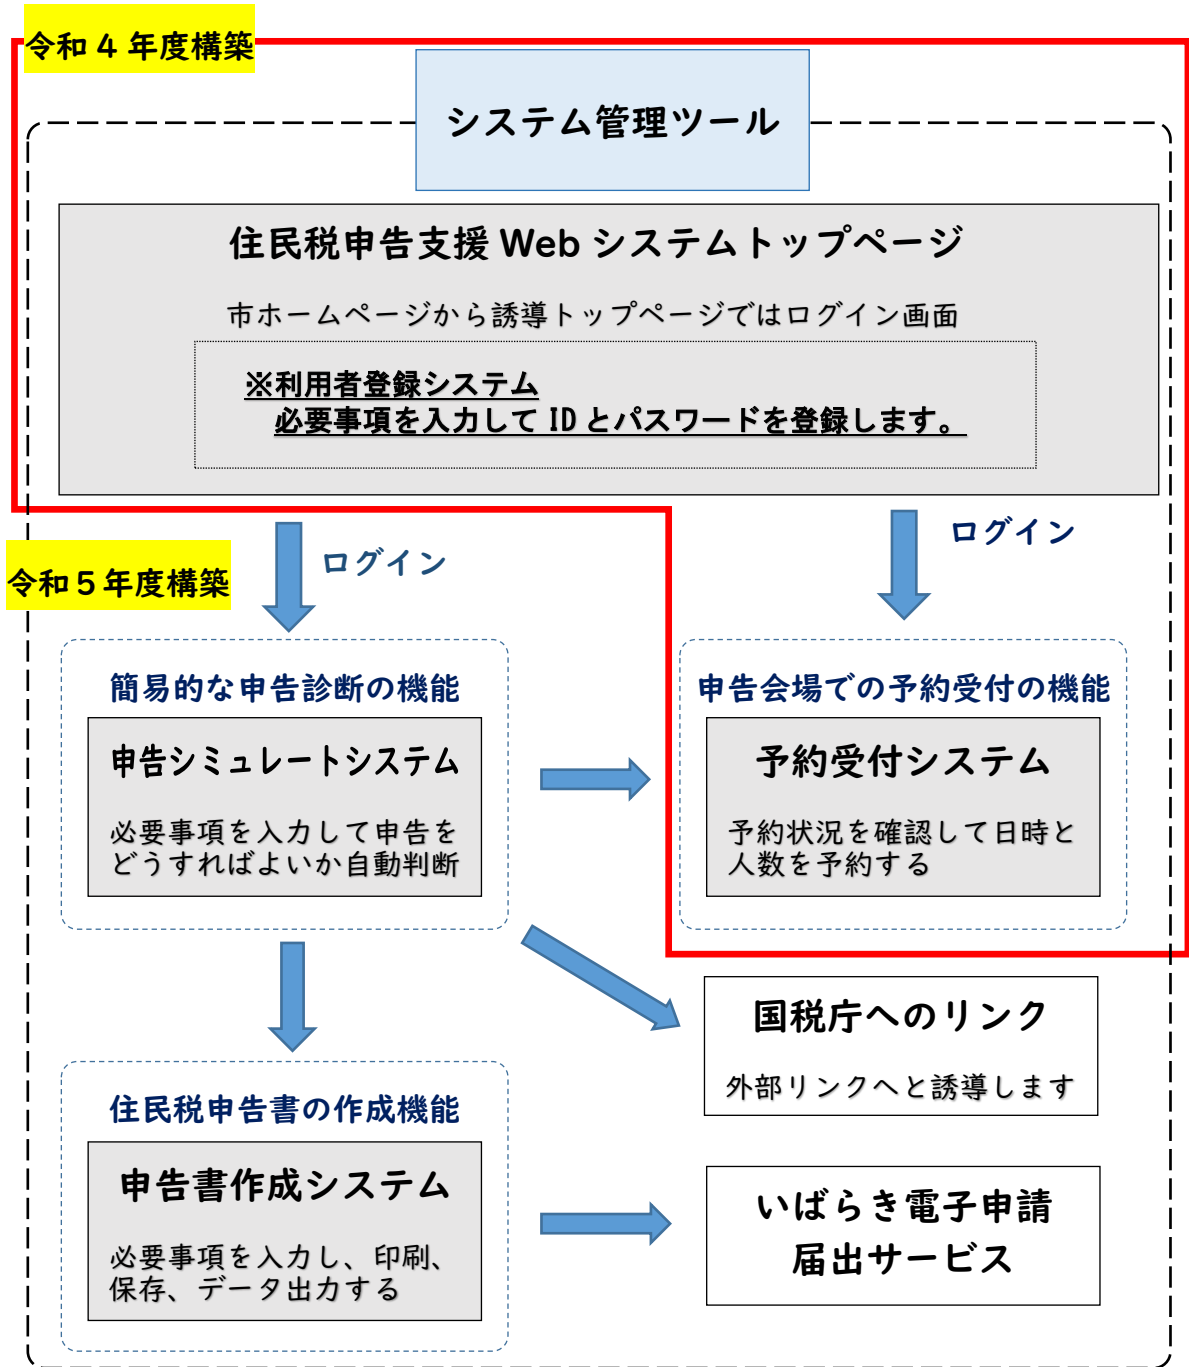 令和４年度構築
システム管理ツール
住民税申告支援 Web システムトップページ
市ホームページから誘導トップページではログイン画面
※利用者登録システム
必要事項を入力して ID とパスワードを登録します。
ログイン
ログイン
令和５年度構築
簡易的な申告診断の機能
申告シミュレートシステム
必要事項を入力して申告を
どうすればよいか自動判断
申告会場での予約受付の機能
予約受付システム
予約状況を確認して日時と
人数を予約する
国税庁へのリンク
外部リンクへと誘導します
住民税申告書の作成機能
申告書作成システム
必要事項を入力し、印刷、
保存、データ出力する
いばらき電子申請
届出サービス